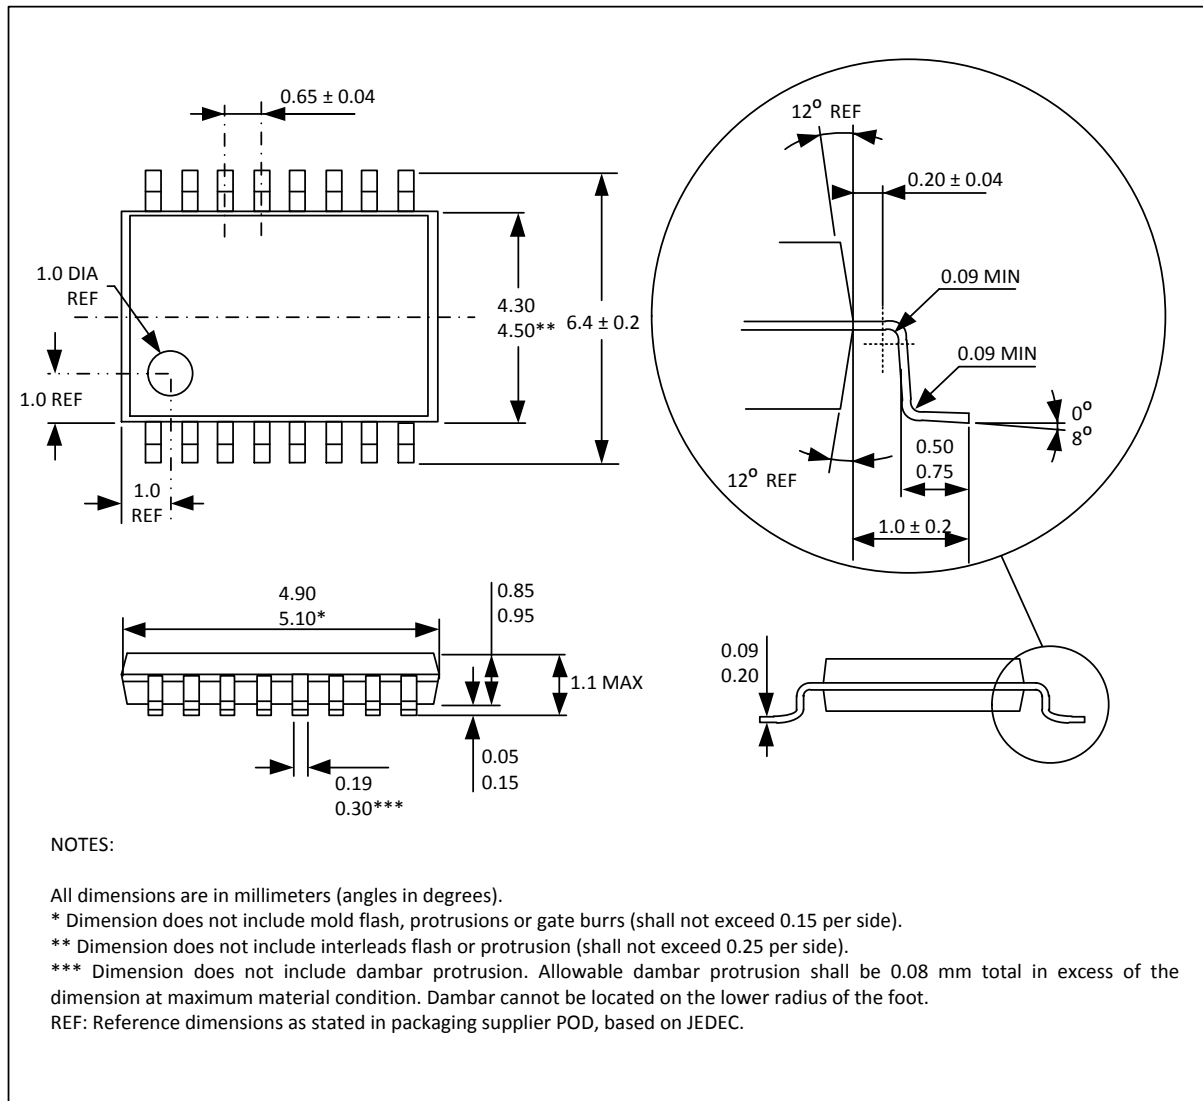 0.65 ± 0.04
12° REF
0.20 ± 0.04
1.0 DIA
REF
0.09 MIN
4.30
4.50**
6.4 ± 0.2
0.09 MIN
1.0 REF
0°
8°
0.50
0.75
12° REF
1.0
REF
1.0 ± 0.2
4.90
5.10*
0.85
0.95
1.1 MAX
0.09
0.20
0.05
0.15
0.19
0.30***
NOTES:
All dimensions are in millimeters (angles in degrees).
* Dimension does not include mold flash, protrusions or gate burrs (shall not exceed 0.15 per side).
** Dimension does not include interleads flash or protrusion (shall not exceed 0.25 per side).
*** Dimension does not include dambar protrusion. Allowable dambar protrusion shall be 0.08 mm total in excess of the
dimension at maximum material condition. Dambar cannot be located on the lower radius of the foot.
REF: Reference dimensions as stated in packaging supplier POD, based on JEDEC.